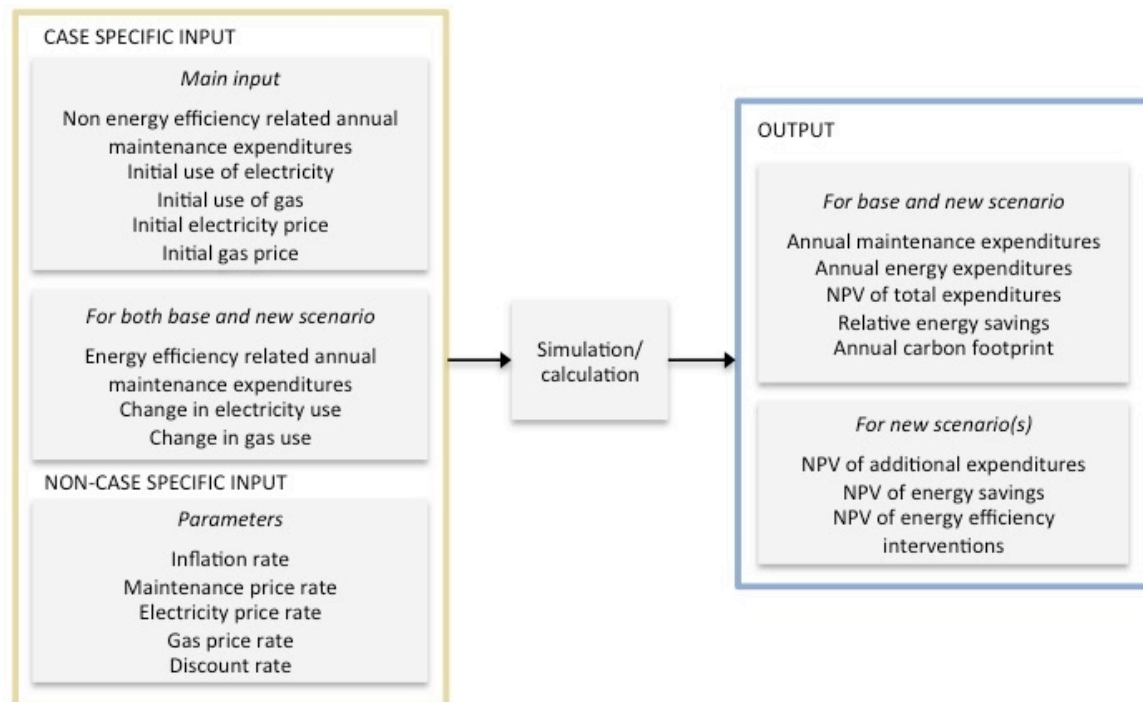 CASE SPECIFIC INPUT
Main input
Non energy efficiency related annual
maintenance expenditures
Initial use of electricity
Initial use of gas
Initial electricity price
Initial gas price
For both base and new scenario
Energy efficiency related annual
maintenance expenditures
Change in electricity use
Change in gas use
NON-CASE SPECIFIC INPUT
Parameters
Inflation rate
Maintenance price rate
Electricity price rate
Gas price rate
Discount rate
Simulation/
calculation
OUTPUT
For base and new scenario
Annual maintenance expenditures
Annual energy expenditures
NPV of total expenditures
Relative energy savings
Annual carbon footprint
For new scenario(s)
NPV of additional expenditures
NPV of energy savings
NPV of energy efficiency
interventions